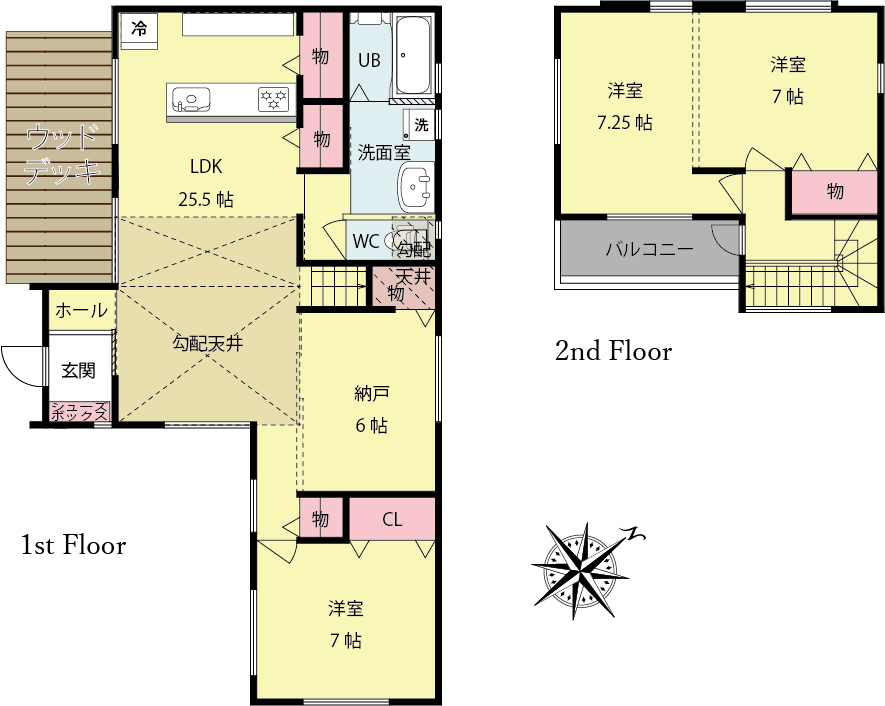 冷
物
UB
洋室
7 帖
洋室
7.25 帖
ウッド
デッキ
物
洗
洗面室
LDK
25.5 帖
物
WC
勾配
天井
物
バルコニー
ホール
勾配天井
玄関
シューズ
ボックス
納戸
6 帖
2nd Floor
物
CL
1st Floor
洋室
7 帖
N